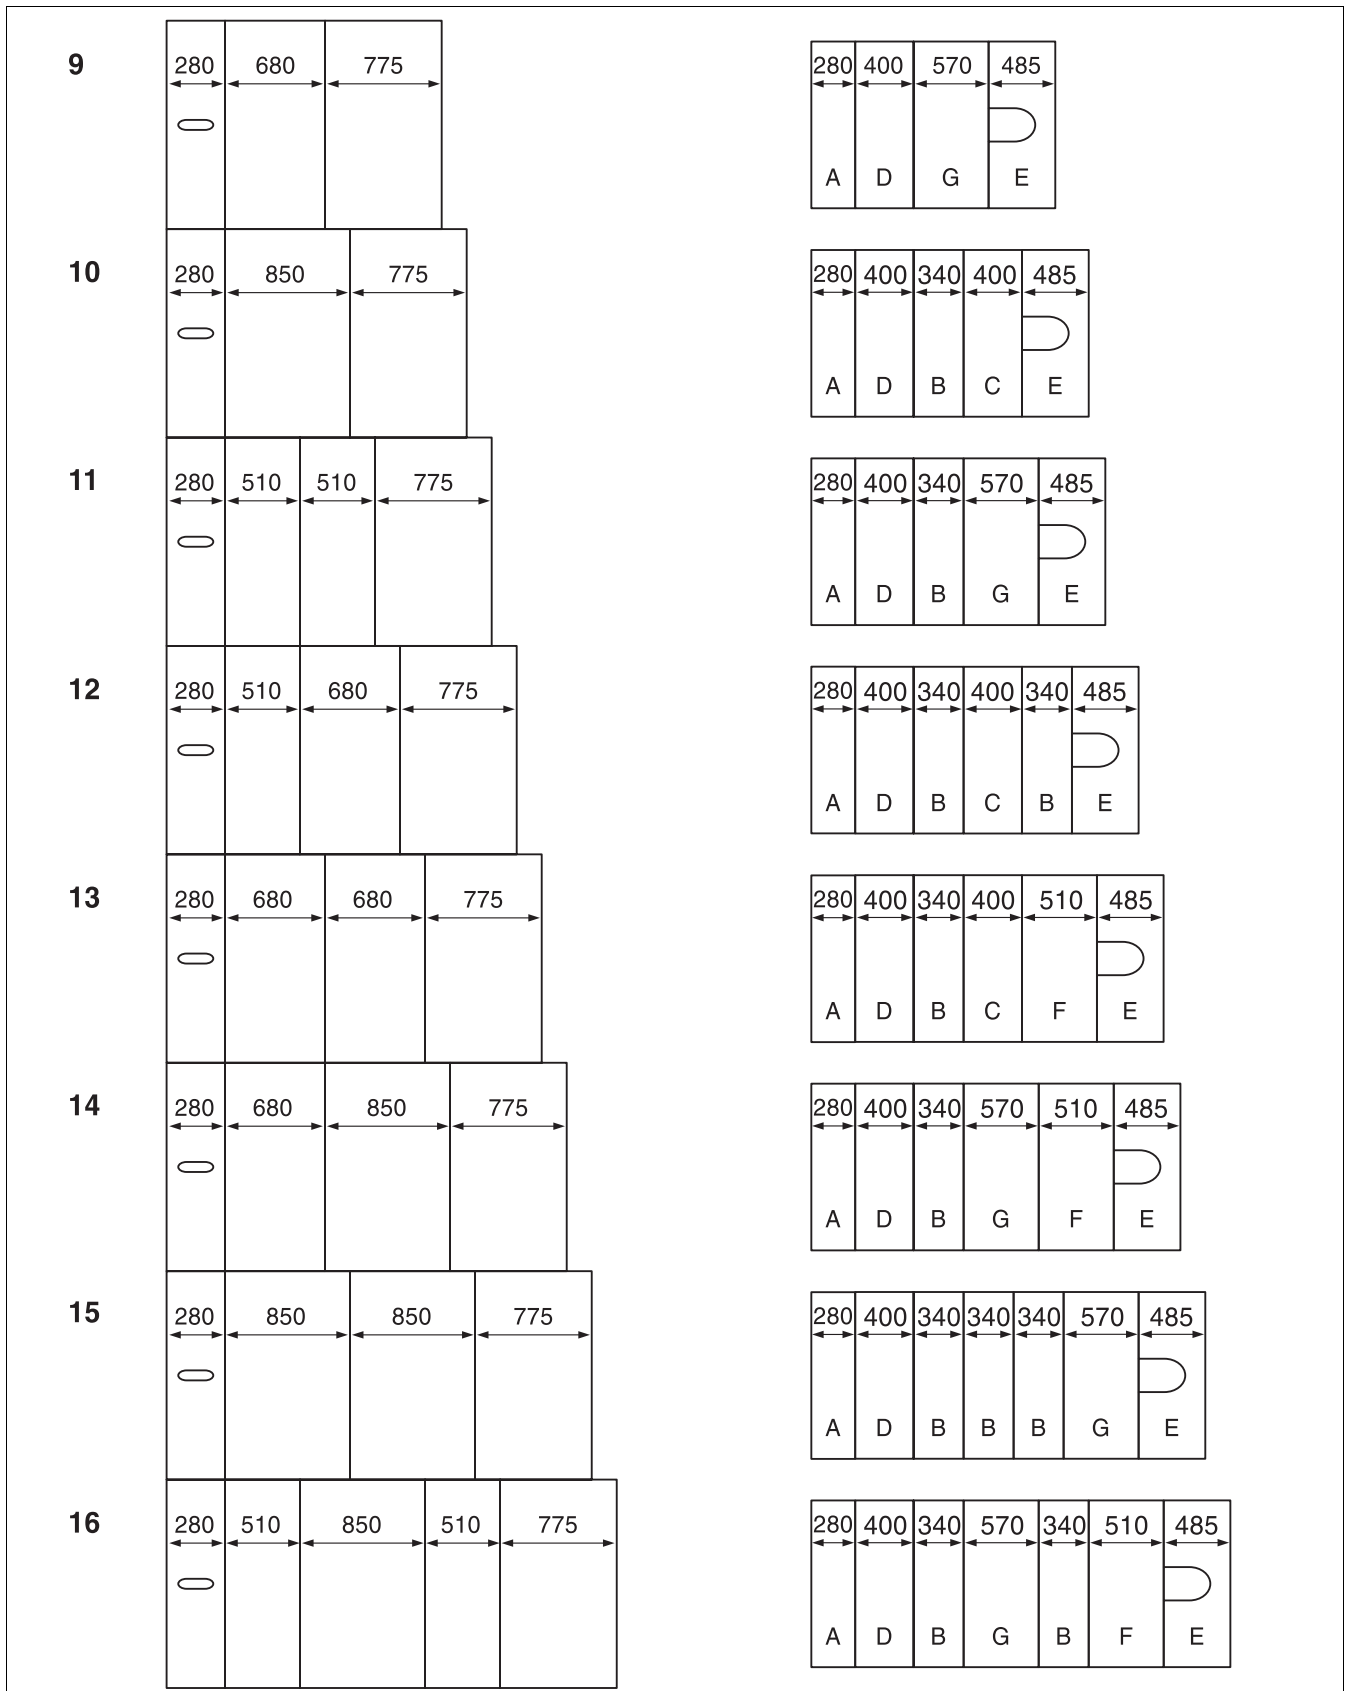 9 280 680 775 280 400 570 485
A D G E
10 280 850 775 280 400 340 400 485
A D B C E
11 280 510 510 775 280 400 340 570 485
A D B G E
12 280 510 680 775 280 400 340 400 340 485
A D B C B E
13 280 680 680 775 280 400 340 400 510 485
A D B C F E
14 280 680 850 775 280 400 340 570 510 485
A D B G F E
15 280 850 850 775 280 400 340 340 340 570 485
A D B B B G E
16 280 510 850 510 775 280 400 340 570 340 510 485
A D B G B F E